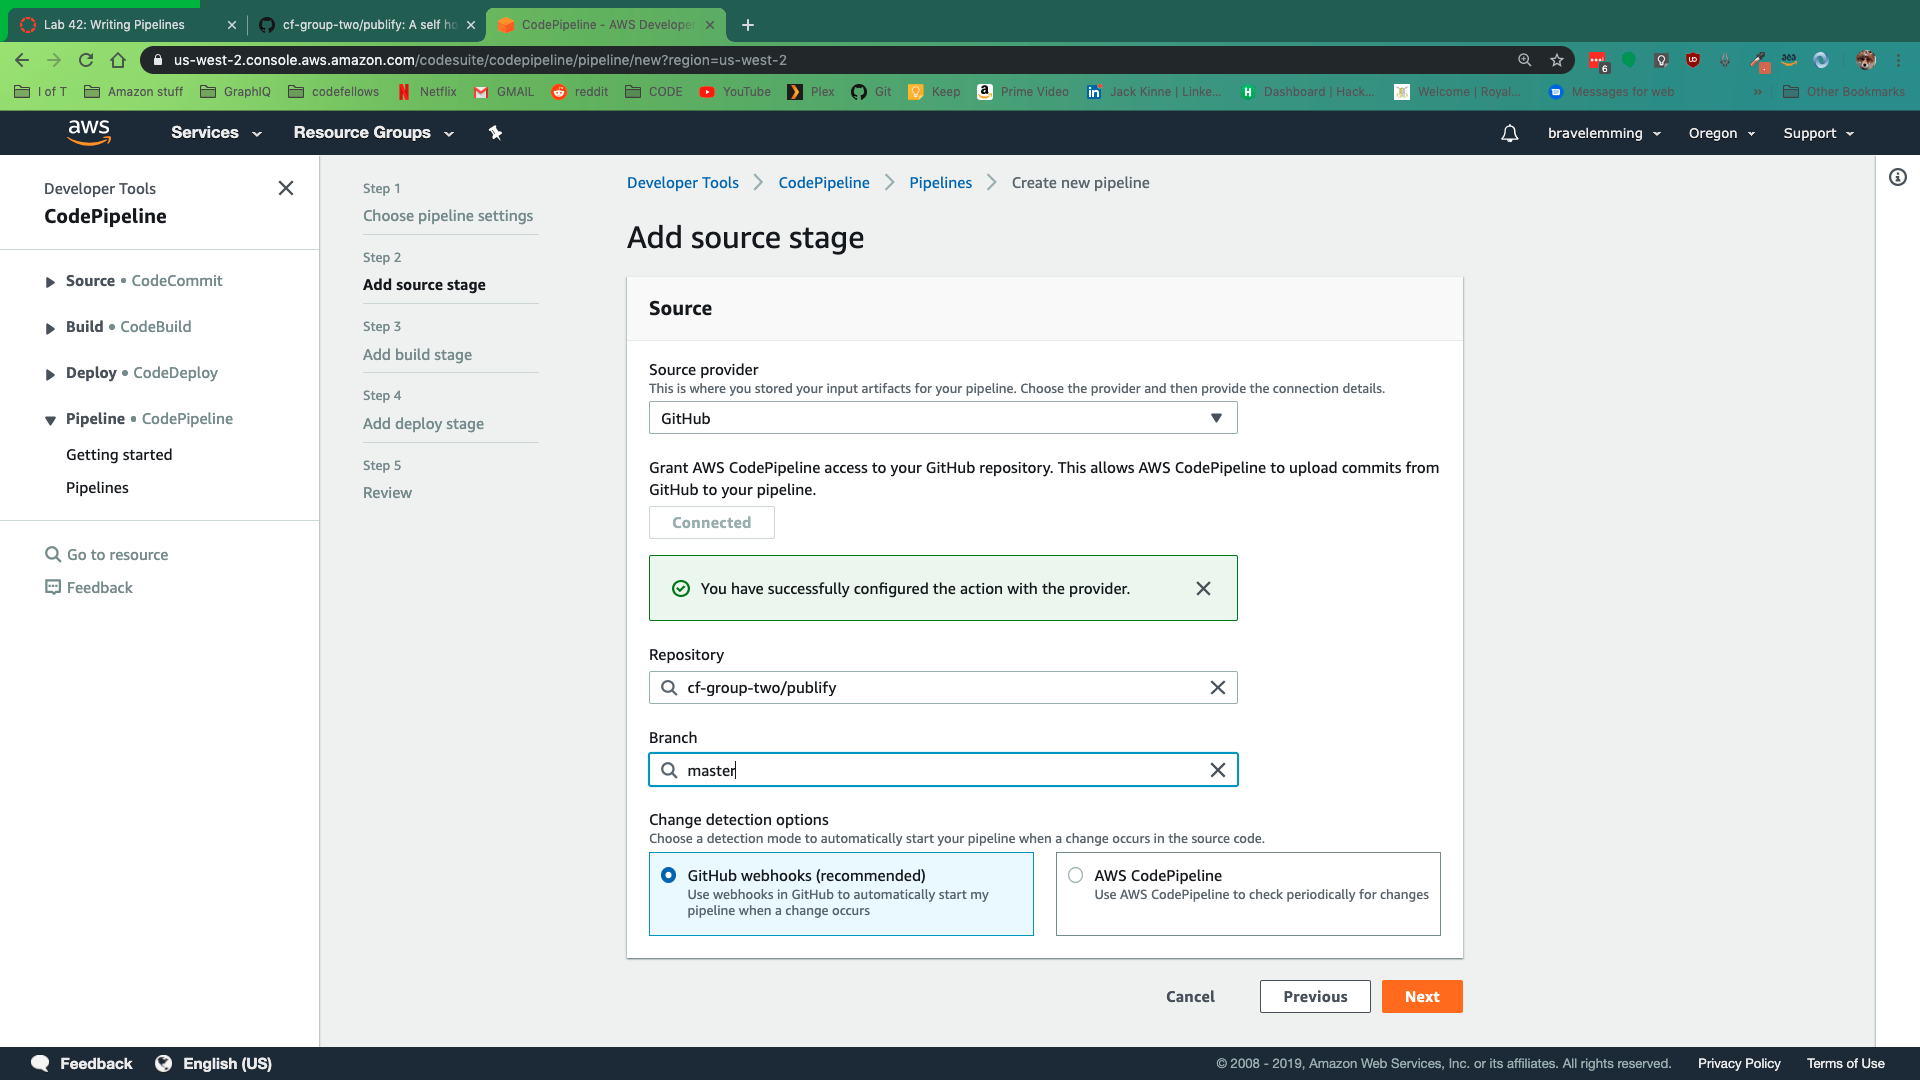 Lab 42: Writing Pipelines
cf-group-two/publify: A self ho
CodePipeline - AWS Developer
us-west-2.console.aws.amazon.com/codesuite/codepipeline/pipeline/new?region=us-west-2
6
I of T
Amazon stuff
GraphIQ
codefellows
Netflix
GMAIL
reddit
CODE
YouTube
Plex
Git
Keep
Prime Video
Jack Kinne | Linke...
Dashboard | Hack...
Welcome | Royal...
Messages for web
»
Other Bookmarks
aws
Services
Resource Groups
bravelemming
Oregon
Support
Developer Tools
CodePipeline
Source • CodeCommit
Build • CodeBuild
Deploy • CodeDeploy
Pipeline • CodePipeline
Getting started
Pipelines
Go to resource
Feedback
Step 1
Choose pipeline settings
Step 2
Add source stage
Step 3
Add build stage
Step 4
Add deploy stage
Step 5
Review
Developer Tools
CodePipeline
Pipelines
Create new pipeline
Add source stage
Source
Source provider
This is where you stored your input artifacts for your pipeline. Choose the provider and then provide the connection details.
GitHub
Grant AWS CodePipeline access to your GitHub repository. This allows AWS CodePipeline to upload commits from
GitHub to your pipeline.
Connected
You have successfully configured the action with the provider.
Repository
cf-group-two/publify
Branch
master
Change detection options
Choose a detection mode to automatically start your pipeline when a change occurs in the source code.
GitHub webhooks (recommended)
Use webhooks in GitHub to automatically start my
pipeline when a change occurs
AWS CodePipeline
Use AWS CodePipeline to check periodically for changes
Cancel
Previous
Next
Feedback
English (US)
© 2008 - 2019, Amazon Web Services, Inc. or its affiliates. All rights reserved.
Privacy Policy
Terms of Use